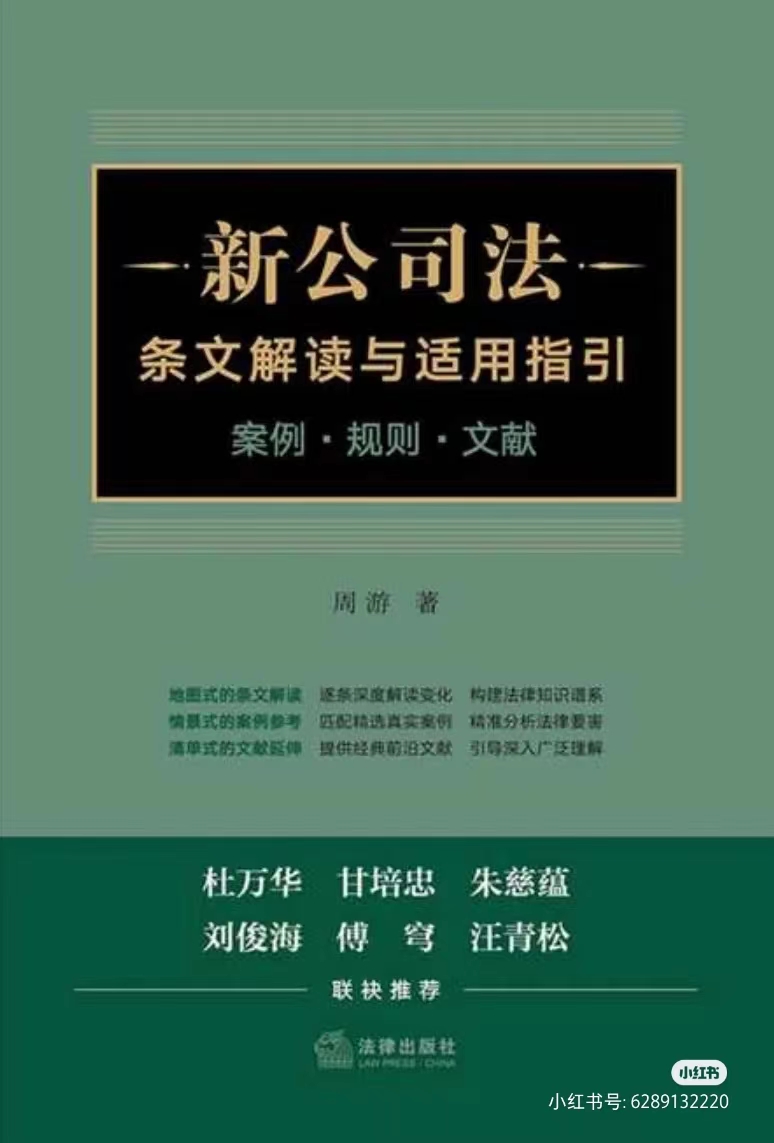 新公司法
条文解读与适用指引
案例·规则·文献
周游 著
地图式的条文解读 逐条深度解读变化 构建法律知识谱系
情景式的案例参考 匹配精选真实案例 精准分析法律要害
清单式的文献延伸 提供经典前沿文献 引导深入广泛理解
杜万华 甘培忠 朱慈蕴
刘俊海 傅 穹 汪青松
联袂推荐
法律出版社
LAW PRESS·CHINA
小红书
小红书号: 6289132220